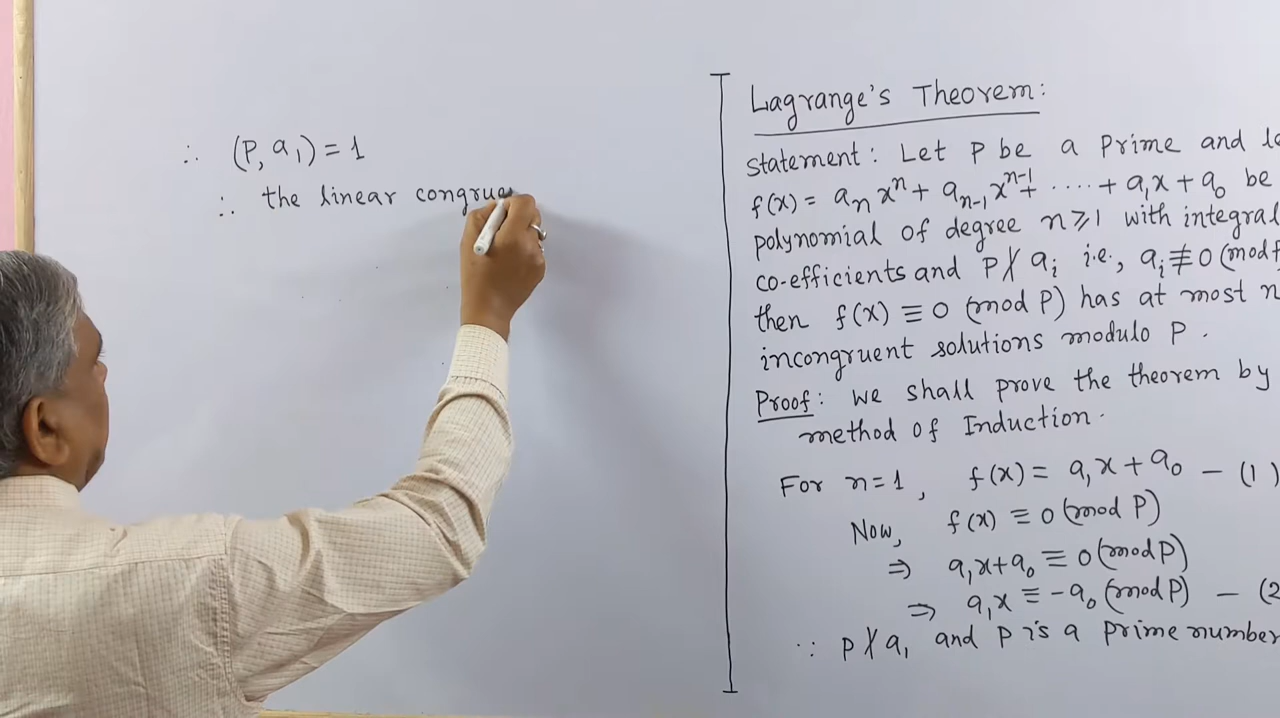 ∴ (P, a₁) = 1
∴ the linear congrue
Lagrange's Theorem:
Statement: Let P be a Prime and le
f(x) = aₙxⁿ + aₙ₋₁xⁿ⁻¹ + .... + a₁x + a₀ be
polynomial of degree n ≥ 1 with integral
co-efficients and P ∤ aᵢ i.e., aᵢ ≢ 0 (mod P
then f(x) ≡ 0 (mod P) has at most n
incongruent solutions modulo P.
Proof: we shall prove the theorem by
method of Induction.
For n = 1, f(x) = a₁x + a₀ — (1)
Now, f(x) ≡ 0 (mod P)
⇒ a₁x + a₀ ≡ 0 (mod P)
⇒ a₁x ≡ -a₀ (mod P) — (2
∵ P ∤ a₁ and P is a Prime number